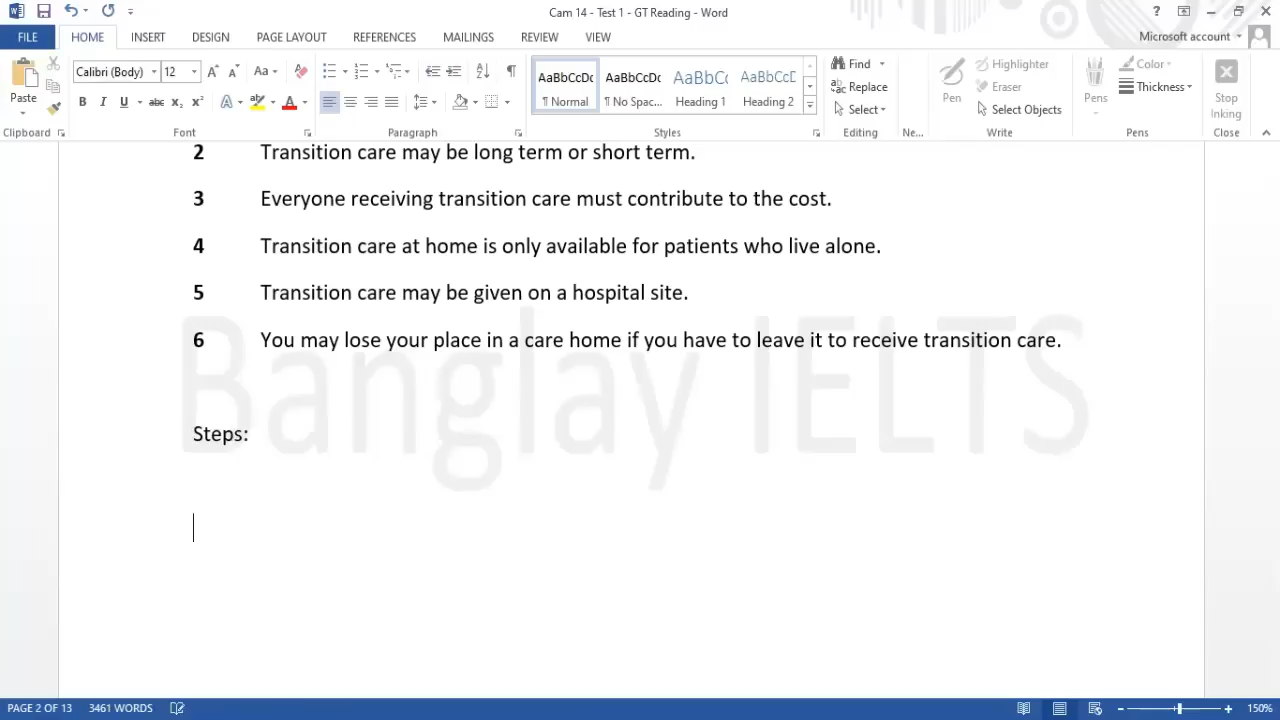 Cam 14 - Test 1 - GT Reading - Word
Microsoft account
FILE HOME INSERT DESIGN PAGE LAYOUT REFERENCES MAILINGS REVIEW VIEW
Calibri (Body) 12 Aa
Find
Replace
Select
Paste
B I U abc x₂ x² A A
AaBbCcDc AaBbCcDc AaBbCc AaBbCcD
¶ Normal ¶ No Spac... Heading 1 Heading 2
Pen
Highlighter
Eraser
Select Objects
Pens
Color
Thickness
Stop Inking
Clipboard Font Paragraph Styles Editing Ne... Write Pens Close
2 Transition care may be long term or short term.
3 Everyone receiving transition care must contribute to the cost.
4 Transition care at home is only available for patients who live alone.
5 Transition care may be given on a hospital site.
6 You may lose your place in a care home if you have to leave it to receive transition care.
Banglay IELTS
Steps:
PAGE 2 OF 13 3461 WORDS 150%